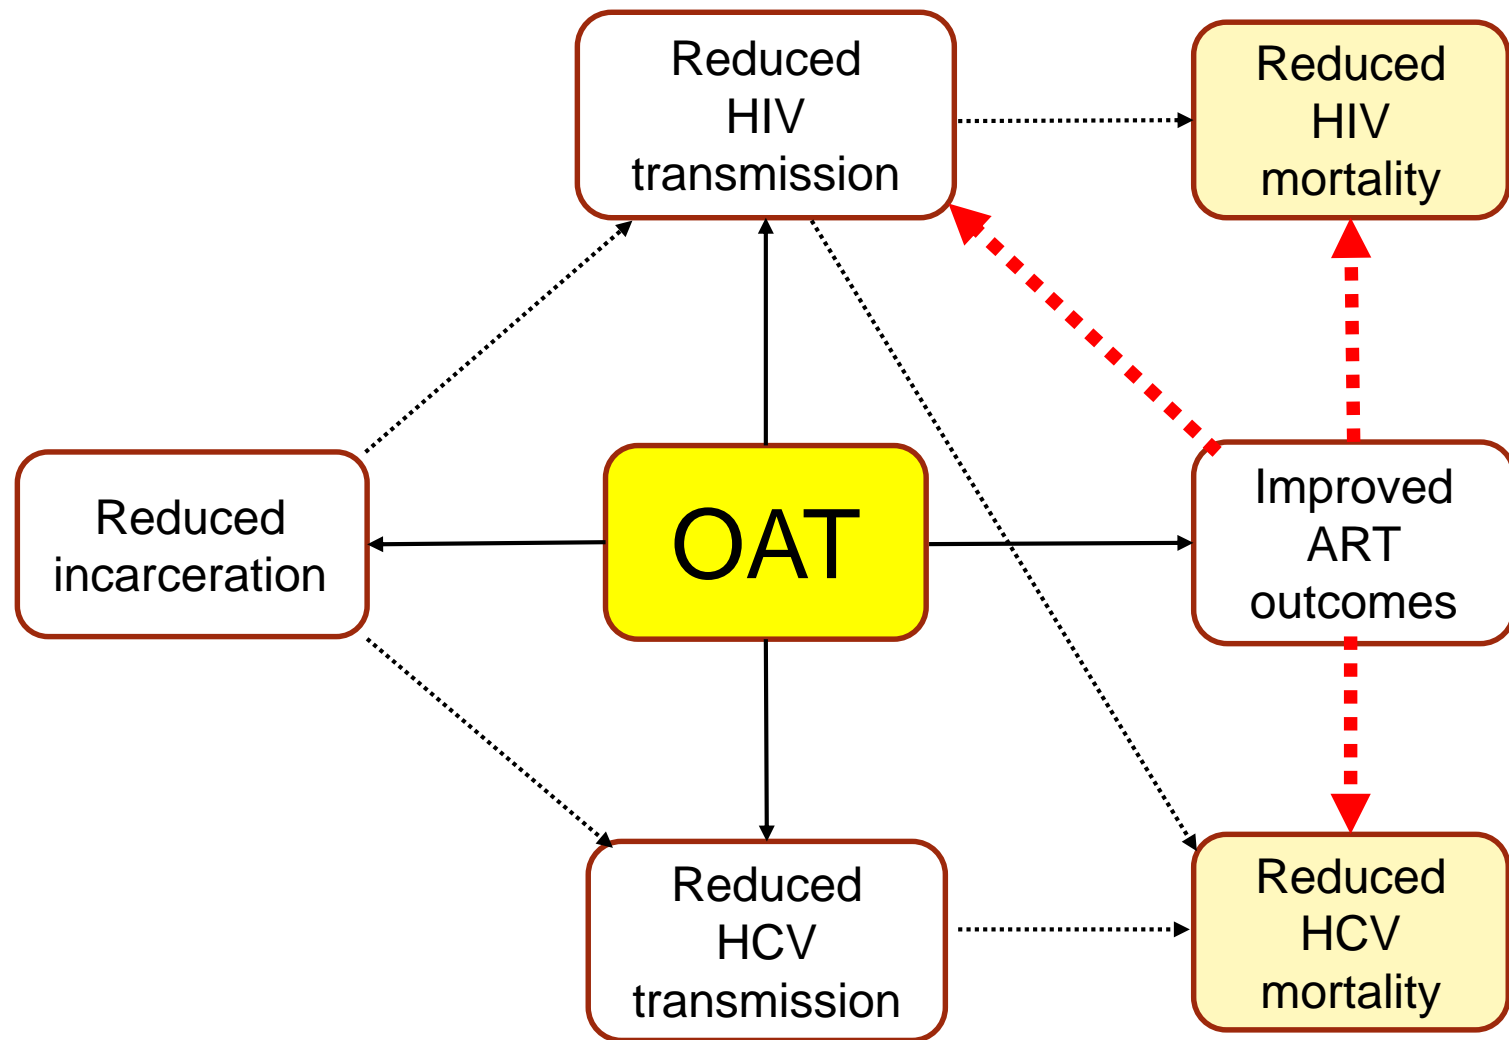 Reduced
HIV
transmission
Reduced
HIV
mortality
Reduced
incarceration
OAT
Improved
ART
outcomes
Reduced
HCV
transmission
Reduced
HCV
mortality